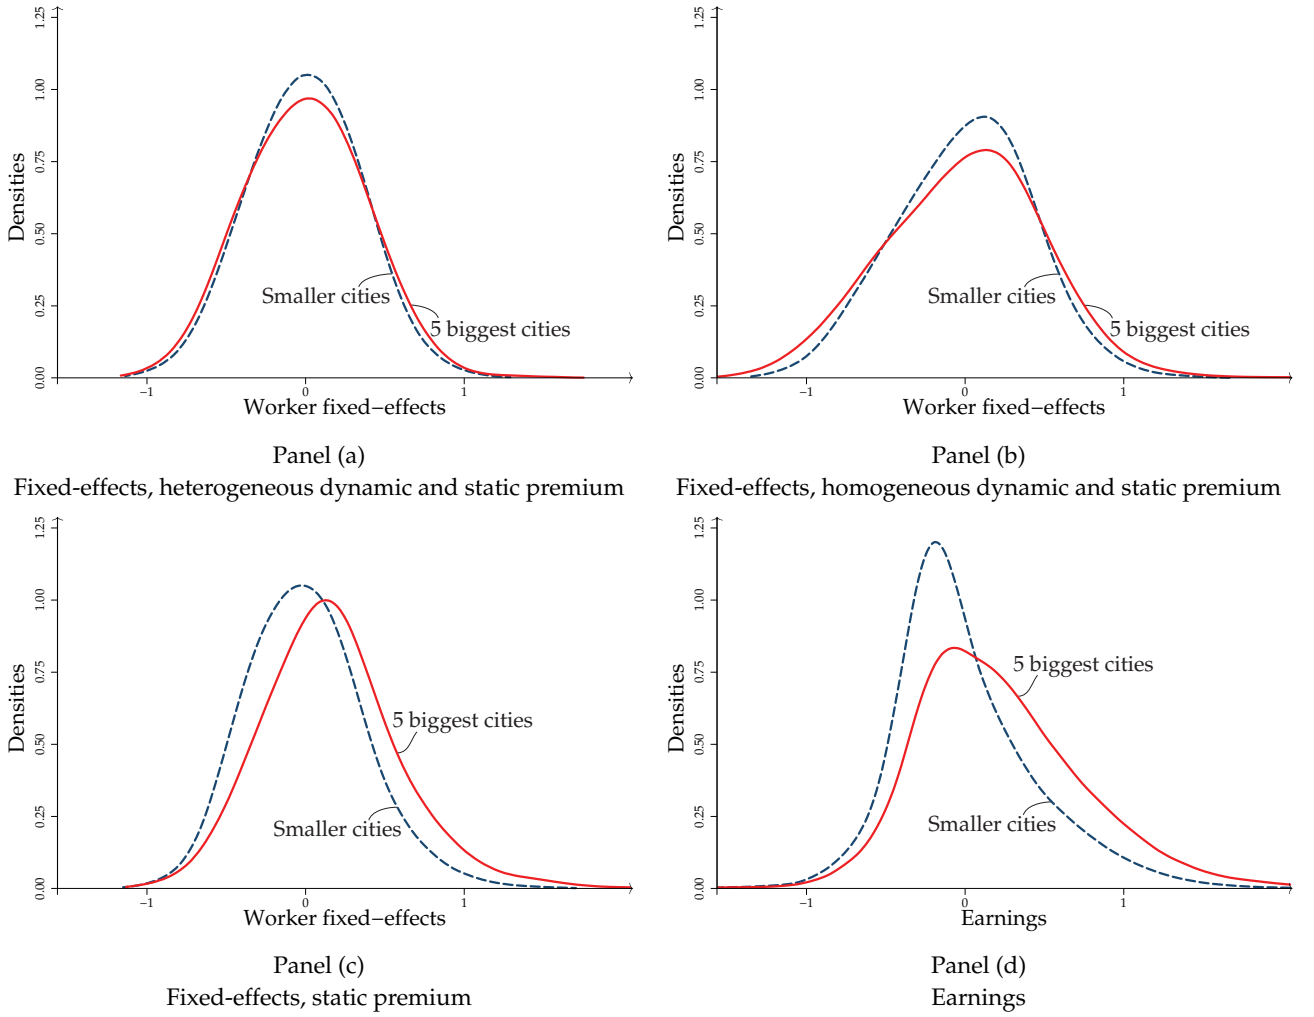 1.25
1.00
0.75
0.50
0.25
0.00
Densities
Smaller cities
5 biggest cities
−1
0
1
Worker fixed−effects
Panel (a)
Fixed-effects, heterogeneous dynamic and static premium
1.25
1.00
0.75
0.50
0.25
0.00
Densities
Smaller cities
5 biggest cities
−1
0
1
Worker fixed−effects
Panel (b)
Fixed-effects, homogeneous dynamic and static premium
1.25
1.00
0.75
0.50
0.25
0.00
Densities
5 biggest cities
Smaller cities
−1
0
1
Worker fixed−effects
Panel (c)
Fixed-effects, static premium
1.25
1.00
0.75
0.50
0.25
0.00
Densities
5 biggest cities
Smaller cities
−1
0
1
Earnings
Panel (d)
Earnings